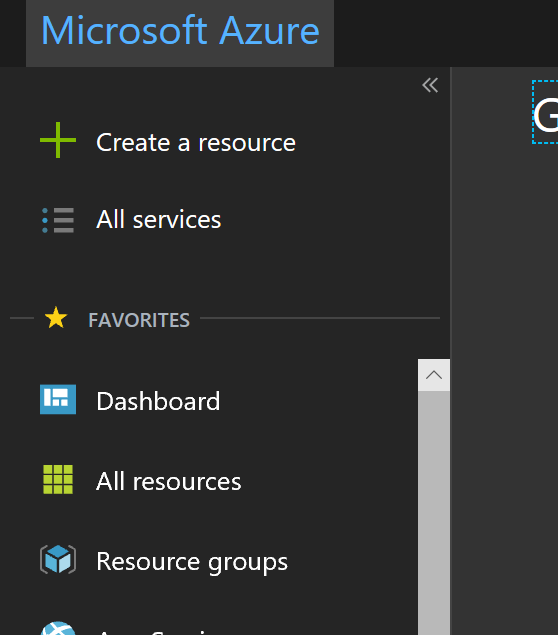 Microsoft Azure
Create a resource
All services
FAVORITES
Dashboard
All resources
Resource groups